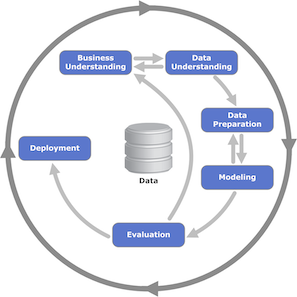 Business
Understanding
Data
Understanding
Data
Preparation
Modeling
Deployment
Data
Evaluation